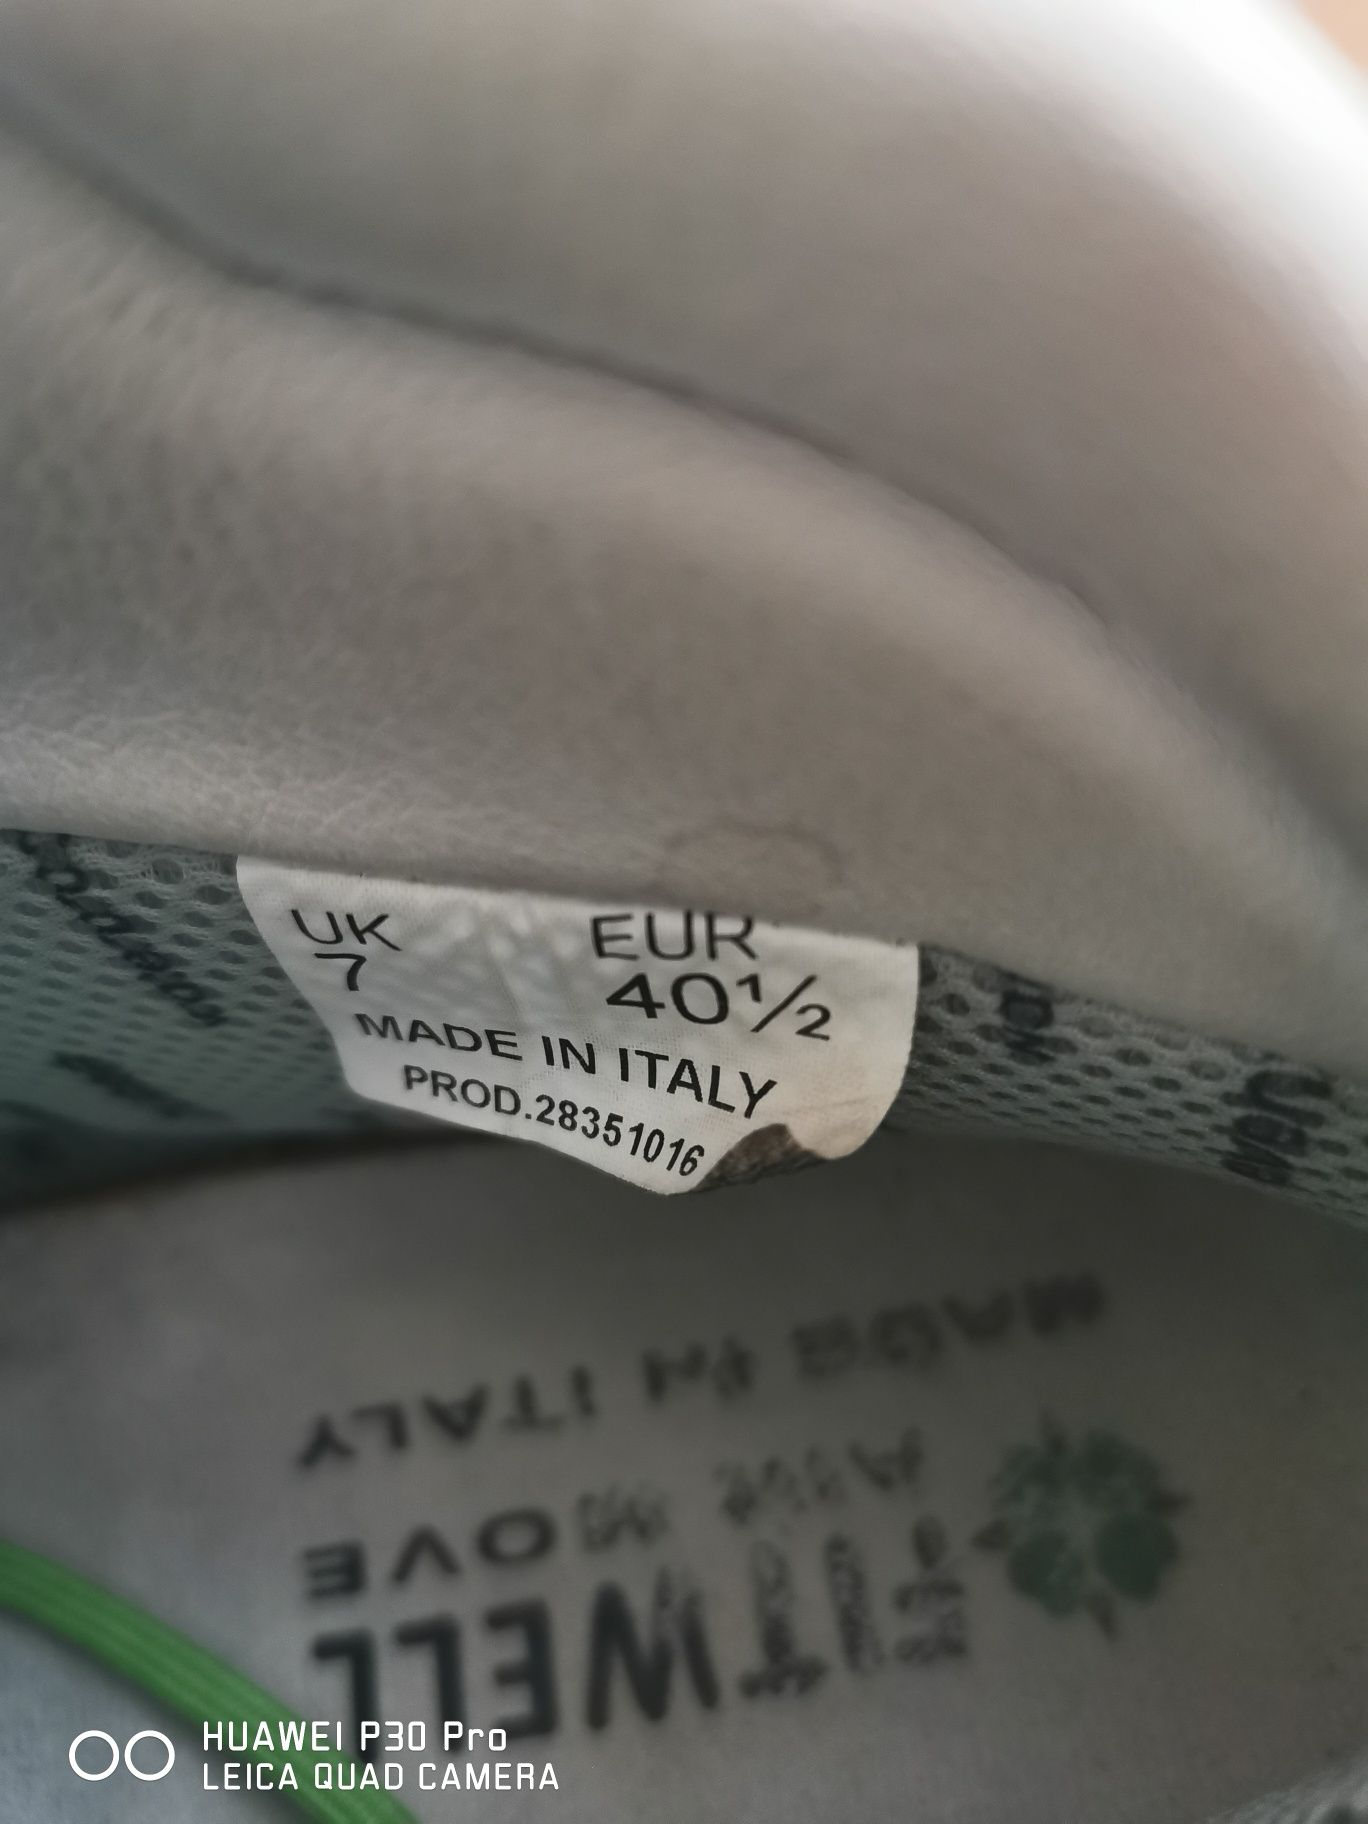 UK EUR
7 40½
MADE IN ITALY
PROD.28351016
MADE IN ITALY
MOVE
FITWELL
HUAWEI P30 Pro
LEICA QUAD CAMERA